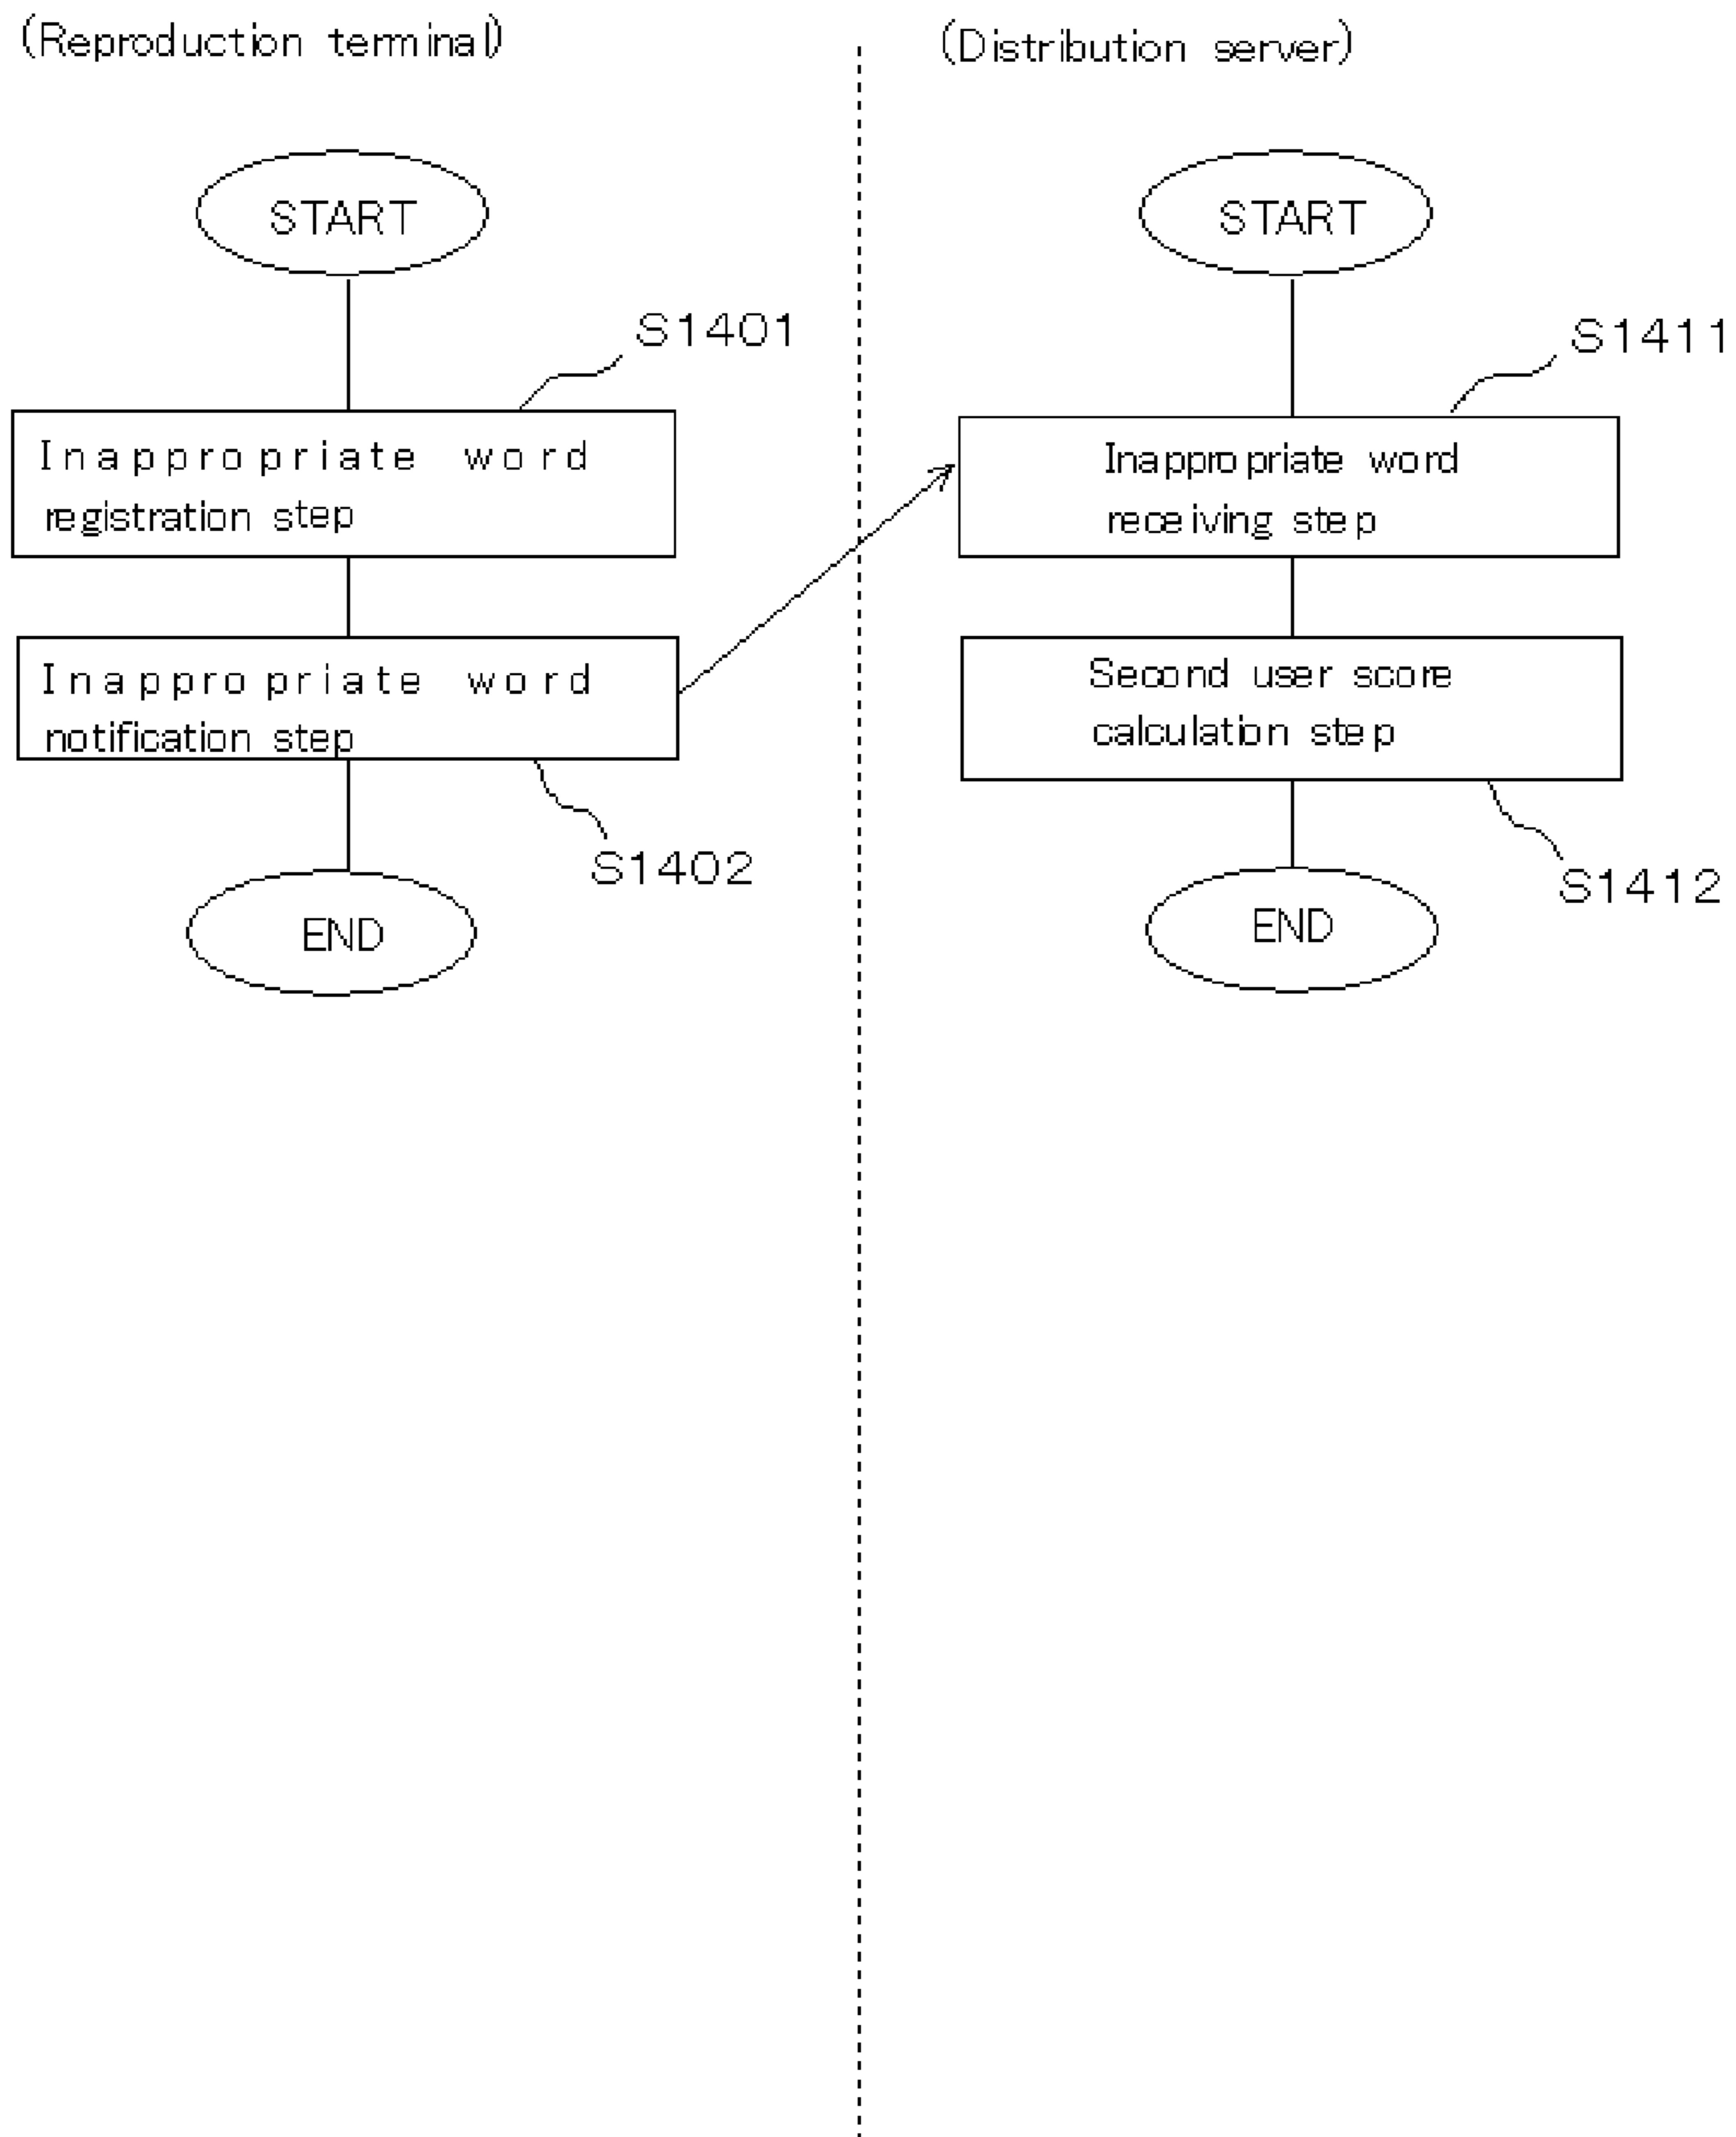 (Reproduction terminal)
START
S1401
Inappropriate word
registration step
Inappropriate word
notification step
S1402
END
(Distribution server)
START
S1411
Inappropriate word
receiving step
Second user score
calculation step
S1412
END